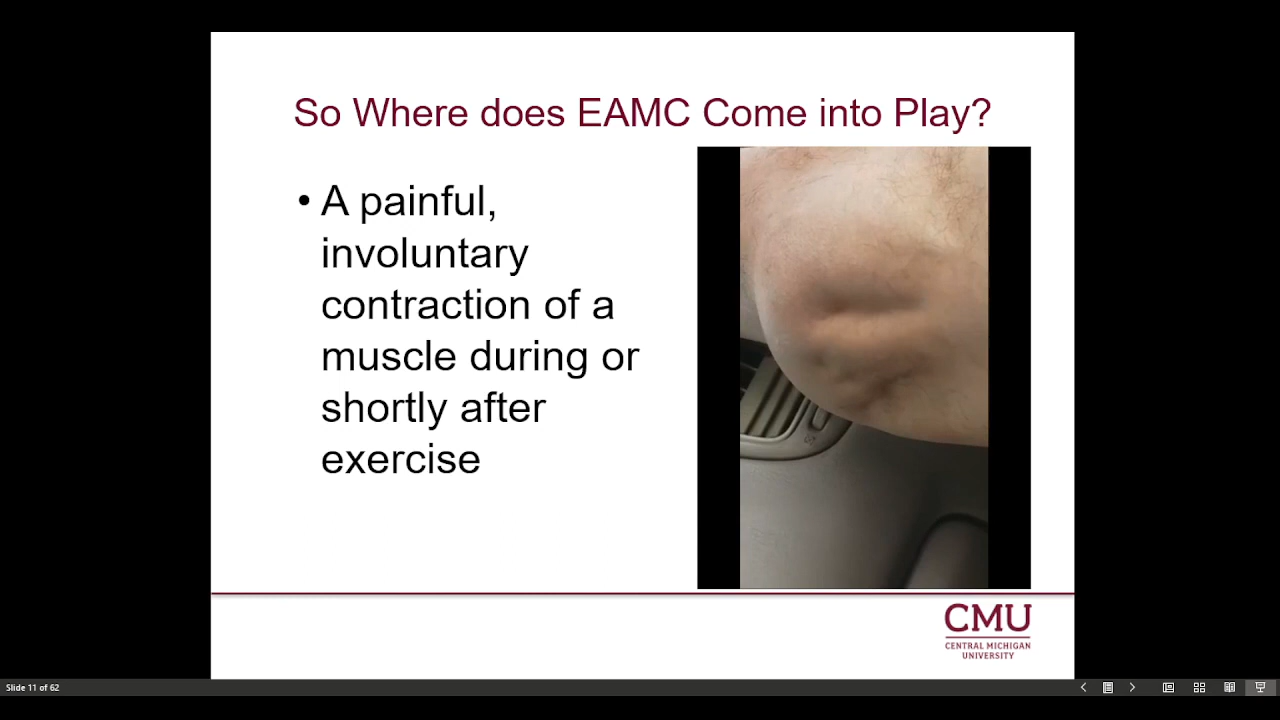 So Where does EAMC Come into Play?
• A painful,
involuntary
contraction of a
muscle during or
shortly after
exercise
CMU
CENTRAL MICHIGAN
UNIVERSITY
Slide 11 of 62